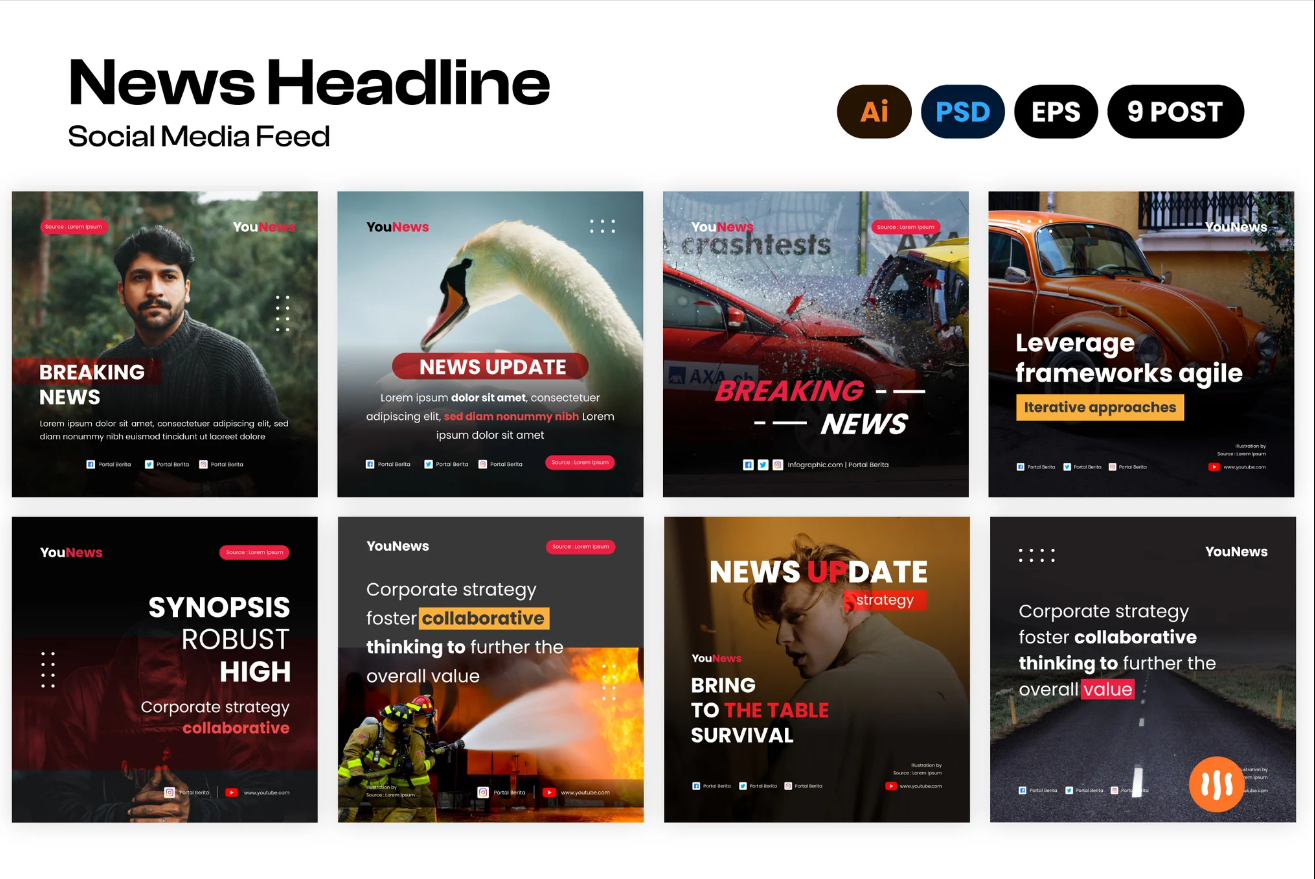 News Headline
Social Media Feed
Ai PSD EPS 9 POST
Source : Lorem Ipsum
YouNews
BREAKING
NEWS
Lorem ipsum dolor sit amet, consectetuer adipiscing elit, sed
diam nonummy nibh euismod tincidunt ut laoreet dolore
Portal Berita Portal Berita Portal Berita
YouNews
NEWS UPDATE
Lorem ipsum dolor sit amet, consectetuer
adipiscing elit, sed diam nonummy nibh Lorem
ipsum dolor sit amet
Portal Berita Portal Berita Portal Berita
Source : Lorem Ipsum
YouNews
Source : Lorem Ipsum
crashtests
AXA
AXA.ch
BREAKING
NEWS
Infographic.com | Portal Berita
YouNews
Leverage
frameworks agile
Iterative approaches
Illustration by
Source : Lorem Ipsum
Portal Berita Portal Berita Portal Berita
www.youtube.com
YouNews
Source : Lorem Ipsum
SYNOPSIS
ROBUST
HIGH
Corporate strategy
collaborative
Portal Berita
www.youtube.com
YouNews
Source : Lorem Ipsum
Corporate strategy
foster collaborative
thinking to further the
overall value
Illustration by
Source : Lorem Ipsum
Portal Berita
www.youtube.com
NEWS UPDATE
strategy
YouNews
BRING
TO THE TABLE
SURVIVAL
Illustration by
Source : Lorem Ipsum
Portal Berita Portal Berita Portal Berita
www.youtube.com
YouNews
Corporate strategy
foster collaborative
thinking to further the
overall value
Portal Berita Portal Berita Portal Berita